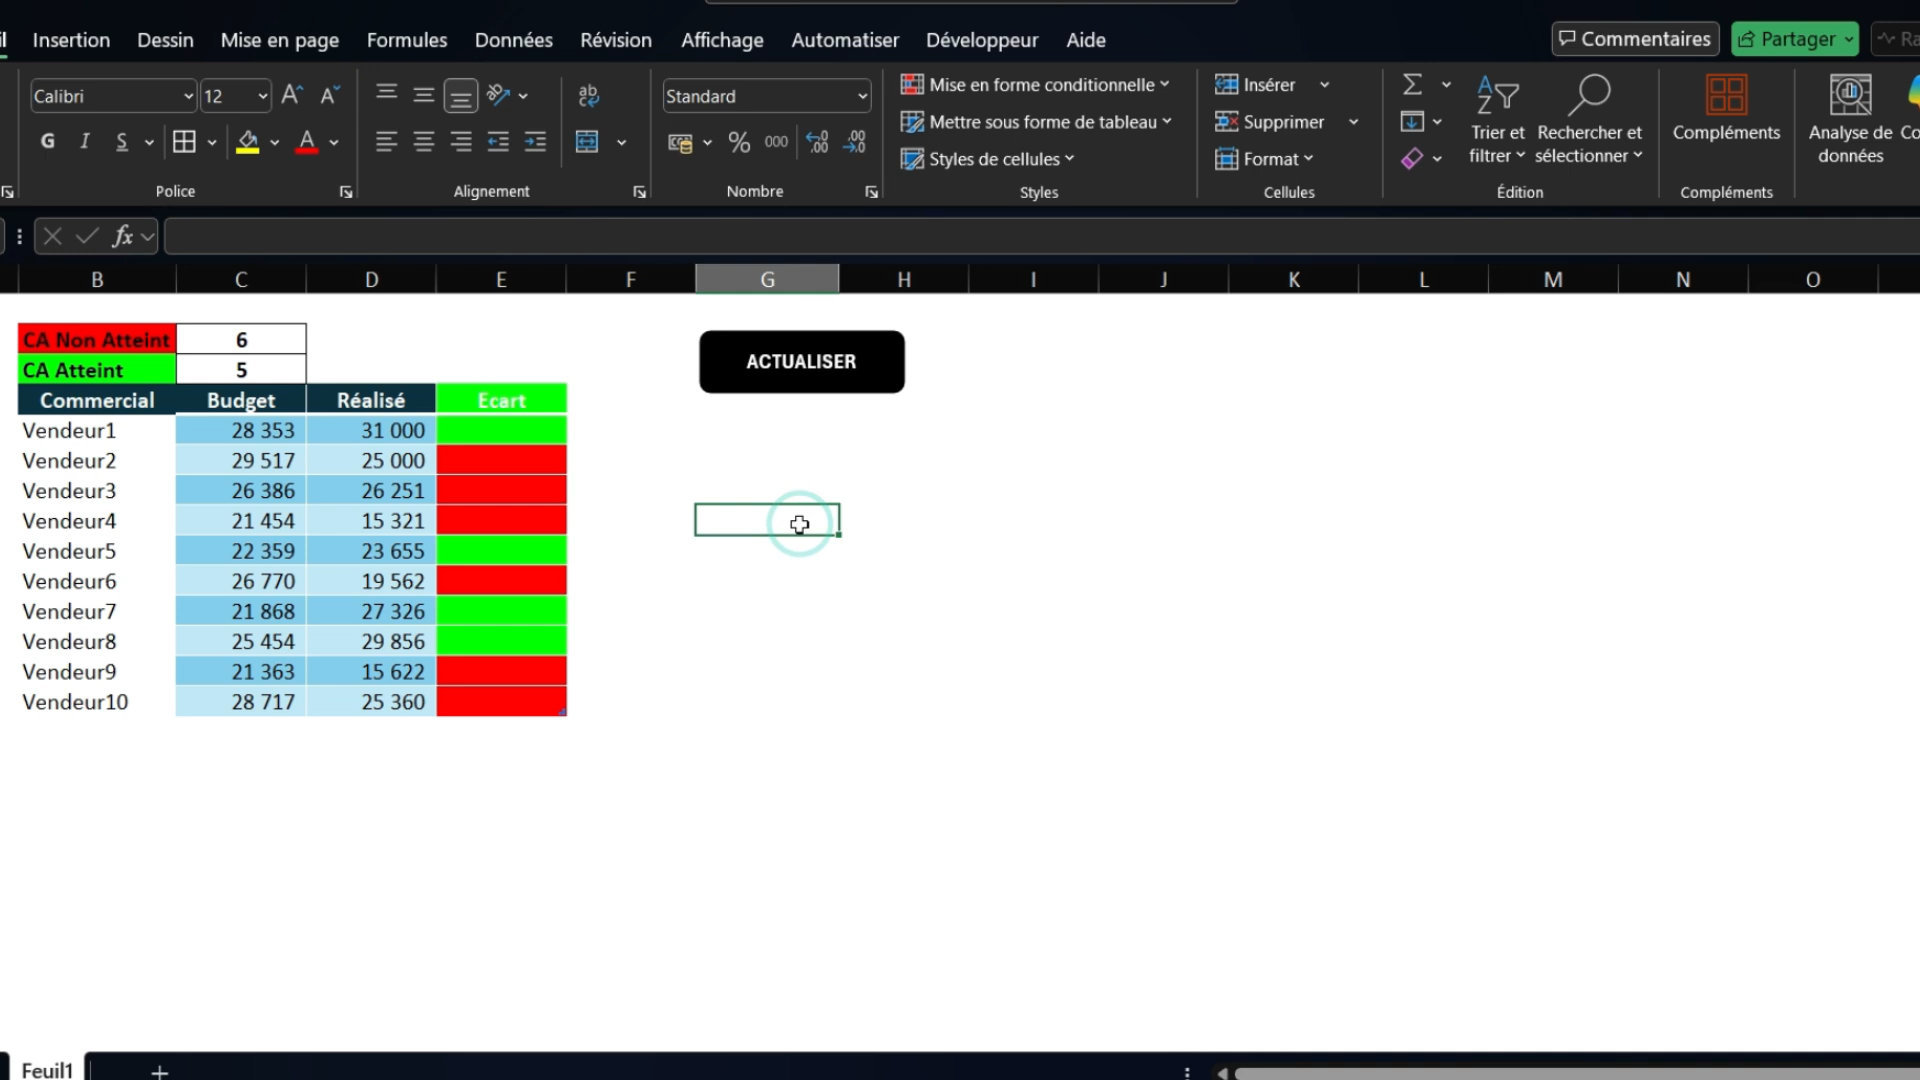 Insertion Dessin Mise en page Formules Données Révision Affichage Automatiser Développeur Aide Commentaires Partager
Calibri 12 Standard Mise en forme conditionnelle Insérer
Mettre sous forme de tableau Supprimer Trier et filtrer Rechercher et sélectionner Compléments Analyse de données
G I S % 000 Styles de cellules Format
Police Alignement Nombre Styles Cellules Édition Compléments
fx
B C D E F G H I J K L M N O
CA Non Atteint 6
ACTUALISER
CA Atteint 5
Commercial Budget Réalisé Ecart
Vendeur1 28 353 31 000
Vendeur2 29 517 25 000
Vendeur3 26 386 26 251
Vendeur4 21 454 15 321
Vendeur5 22 359 23 655
Vendeur6 26 770 19 562
Vendeur7 21 868 27 326
Vendeur8 25 454 29 856
Vendeur9 21 363 15 622
Vendeur10 28 717 25 360
Feuil1